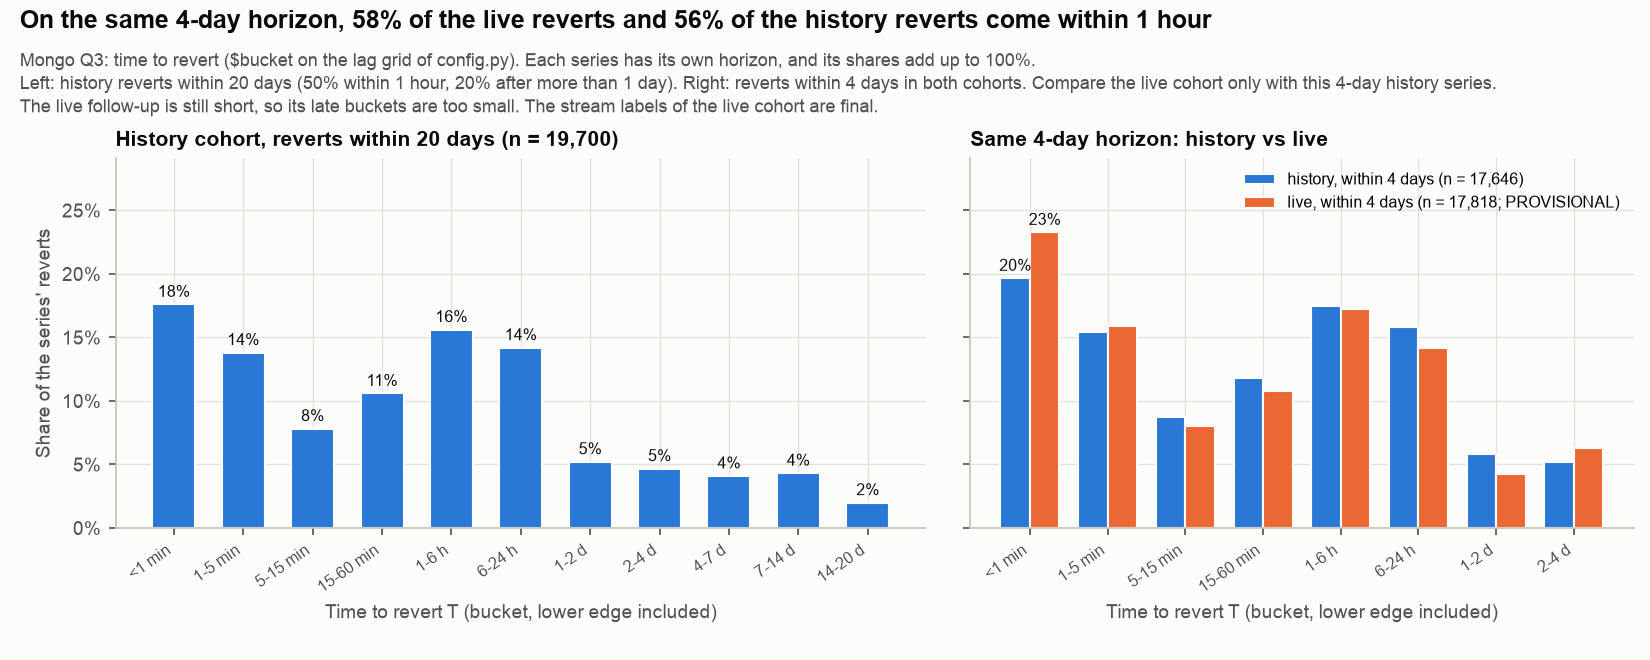 On the same 4-day horizon, 58% of the live reverts and 56% of the history reverts come within 1 hour
Mongo Q3: time to revert ($bucket on the lag grid of config.py). Each series has its own horizon, and its shares add up to 100%.
Left: history reverts within 20 days (50% within 1 hour, 20% after more than 1 day). Right: reverts within 4 days in both cohorts. Compare the live cohort only with this 4-day history series.
The live follow-up is still short, so its late buckets are too small. The stream labels of the live cohort are final.
History cohort, reverts within 20 days (n = 19,700)
Share of the series' reverts
25%
20%
15%
10%
5%
0%
18%
14%
8%
11%
16%
14%
5%
5%
4%
4%
2%
<1 min
1-5 min
5-15 min
15-60 min
1-6 h
6-24 h
1-2 d
2-4 d
4-7 d
7-14 d
14-20 d
Time to revert T (bucket, lower edge included)
Same 4-day horizon: history vs live
history, within 4 days (n = 17,646)
live, within 4 days (n = 17,818; PROVISIONAL)
20%
23%
<1 min
1-5 min
5-15 min
15-60 min
1-6 h
6-24 h
1-2 d
2-4 d
Time to revert T (bucket, lower edge included)